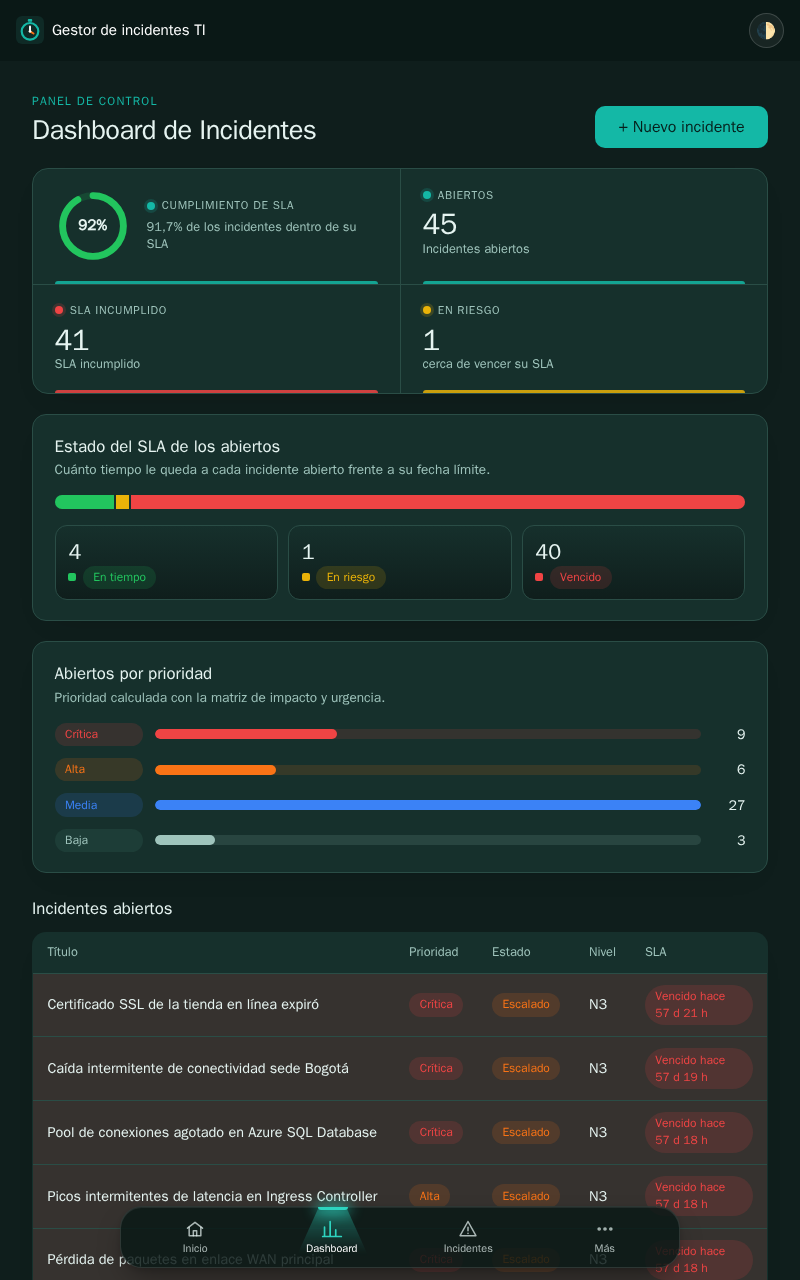 Gestor de incidentes TI
PANEL DE CONTROL
Dashboard de Incidentes
+ Nuevo incidente
92%
CUMPLIMIENTO DE SLA
91,7% de los incidentes dentro de su
SLA
ABIERTOS
45
Incidentes abiertos
SLA INCUMPLIDO
41
SLA incumplido
EN RIESGO
1
cerca de vencer su SLA
Estado del SLA de los abiertos
Cuánto tiempo le queda a cada incidente abierto frente a su fecha límite.
4
En tiempo
1
En riesgo
40
Vencido
Abiertos por prioridad
Prioridad calculada con la matriz de impacto y urgencia.
Crítica 9
Alta 6
Media 27
Baja 3
Incidentes abiertos
Título Prioridad Estado Nivel SLA
Certificado SSL de la tienda en línea expiró Crítica Escalado N3 Vencido hace
57 d 21 h
Caída intermitente de conectividad sede Bogotá Crítica Escalado N3 Vencido hace
57 d 19 h
Pool de conexiones agotado en Azure SQL Database Crítica Escalado N3 Vencido hace
57 d 18 h
Picos intermitentes de latencia en Ingress Controller Alta Escalado N3 Vencido hace
57 d 18 h
Pérdida de paquetes en enlace WAN principal Crítica Escalado N3 Vencido hace
57 d 18 h
Inicio
Dashboard
Incidentes
Más